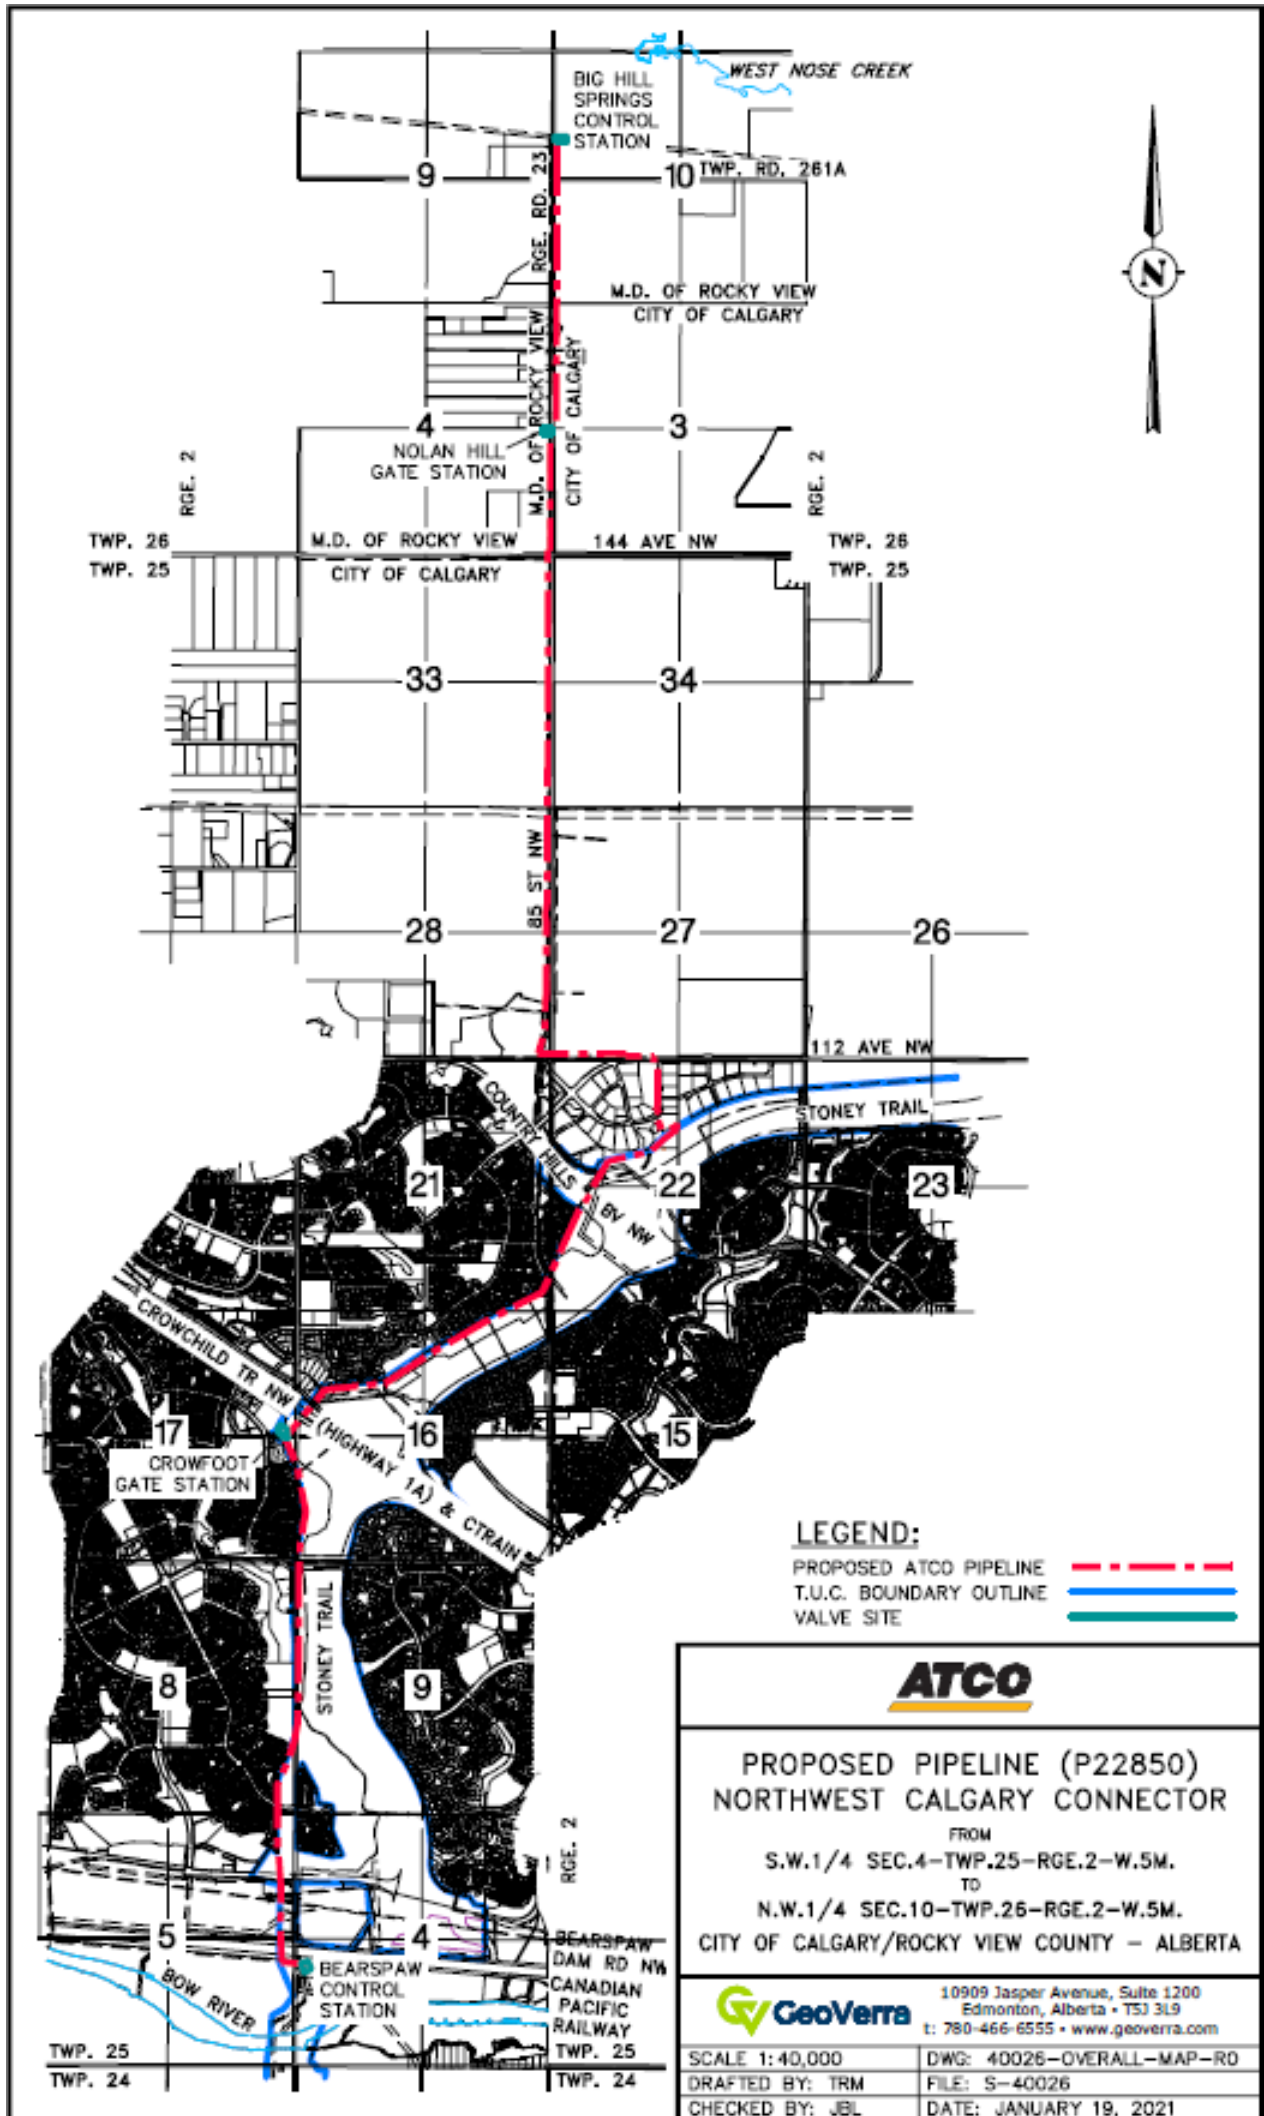 WEST NOSE CREEK
BIG HILL
SPRINGS
CONTROL
STATION
9
10
TWP. RD. 261A
RGE. RD. 23
N
M.D. OF ROCKY VIEW
CITY OF CALGARY
M.D. OF ROCKY VIEW
CITY OF CALGARY
4
3
NOLAN HILL
GATE STATION
RGE. 2
RGE. 2
TWP. 26
TWP. 25
M.D. OF ROCKY VIEW
CITY OF CALGARY
144 AVE NW
TWP. 26
TWP. 25
33
34
85 ST NW
28
27
26
112 AVE NW
STONEY TRAIL
COUNTRY HILLS BV NW
21
22
23
CROWCHILD TR NW (HIGHWAY 1A) & CTRAIN
17
16
15
CROWFOOT
GATE STATION
STONEY TRAIL
8
9
RGE. 2
5
4
BEARSPAW
DAM RD NW
CANADIAN
PACIFIC
RAILWAY
BEARSPAW
CONTROL
STATION
BOW RIVER
TWP. 25
TWP. 24
TWP. 25
TWP. 24
LEGEND:
PROPOSED ATCO PIPELINE
T.U.C. BOUNDARY OUTLINE
VALVE SITE
ATCO
PROPOSED PIPELINE (P22850)
NORTHWEST CALGARY CONNECTOR
FROM
S.W.1/4 SEC.4-TWP.25-RGE.2-W.5M.
TO
N.W.1/4 SEC.10-TWP.26-RGE.2-W.5M.
CITY OF CALGARY/ROCKY VIEW COUNTY - ALBERTA
GeoVerra
10909 Jasper Avenue, Suite 1200
Edmonton, Alberta • T5J 3L9
t: 780-466-6555 • www.geoverra.com
SCALE 1:40,000
DWG: 40026-OVERALL-MAP-R0
DRAFTED BY: TRM
FILE: S-40026
CHECKED BY: JBL
DATE: JANUARY 19, 2021